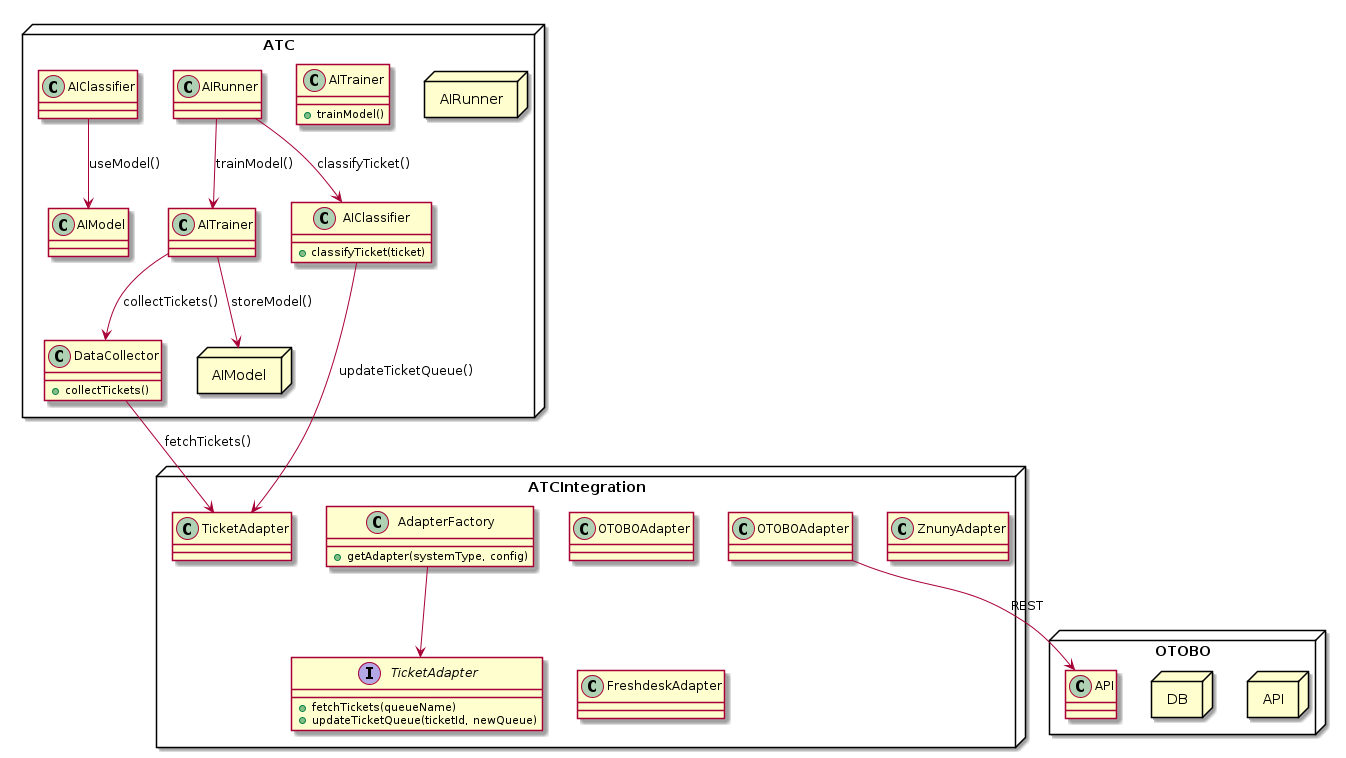 ATC
C AIClassifier
C AIRunner
C AITrainer
trainModel()
AIRunner
useModel()
trainModel()
classifyTicket()
C AIModel
C AITrainer
C AIClassifier
classifyTicket(ticket)
collectTickets()
storeModel()
C DataCollector
collectTickets()
AIModel
updateTicketQueue()
fetchTickets()
ATCIntegration
C TicketAdapter
C AdapterFactory
getAdapter(systemType, config)
C OTOBOAdapter
C OTOBOAdapter
C ZnunyAdapter
REST
I TicketAdapter
fetchTickets(queueName)
updateTicketQueue(ticketId, newQueue)
C FreshdeskAdapter
OTOBO
C API
DB
API